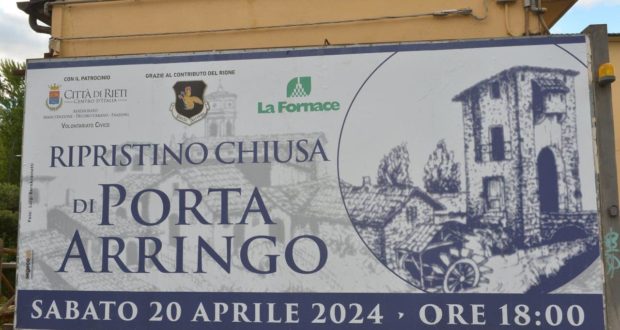 CON IL PATROCINIO
GRAZIE AL CONTRIBUTO DEL RIONE
CITTÀ DI RIETI
CENTRO D'ITALIA
VOLONTARIATO CIVICO
La Fornace
RIPRISTINO CHIUSA
DI PORTA
ARRINGO
SABATO 20 APRILE 2024 · ORE 18:00